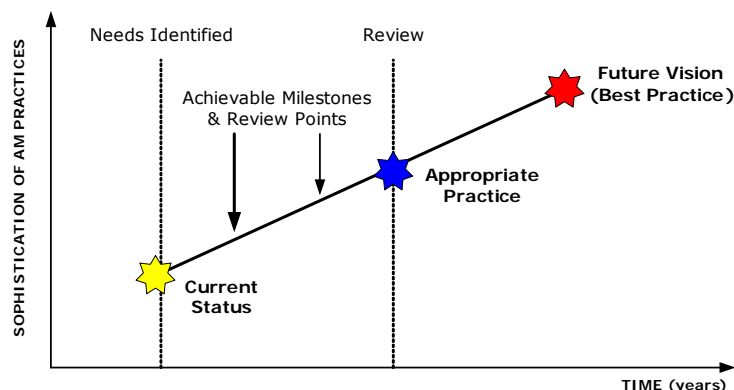 Needs Identified
Review
Future Vision
(Best Practice)
Achievable Milestones
& Review Points
Appropriate
Practice
Current
Status
SOPHISTICATION OF AM PRACTICES
TIME (years)